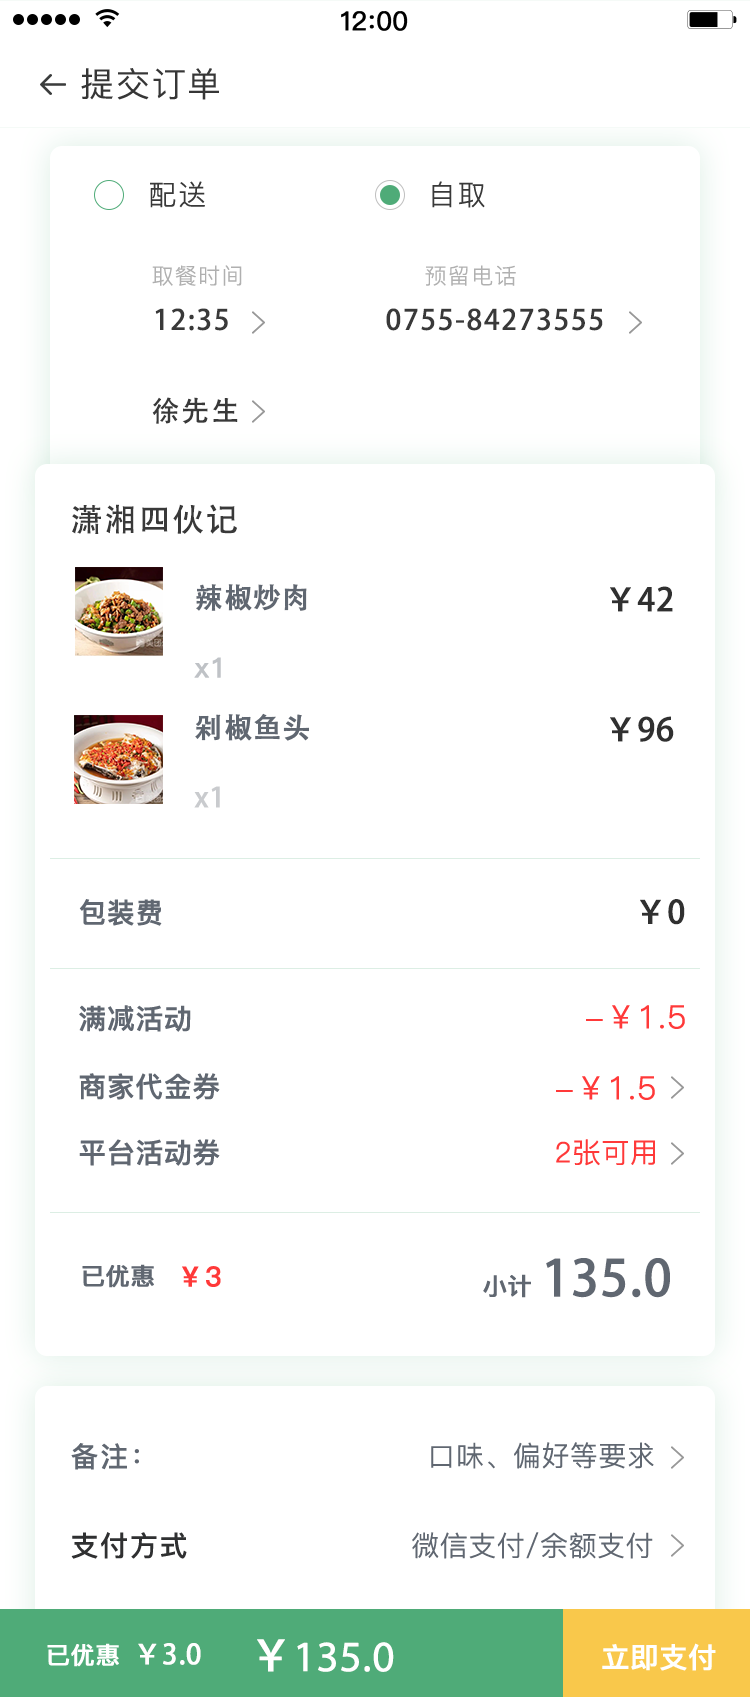 12:00
提交订单
配送 自取
取餐时间 预留电话
12:35 0755-84273555
徐先生
潇湘四伙记
辣椒炒肉 ￥42
x1
剁椒鱼头 ￥96
x1
包装费 ￥0
满减活动 –￥1.5
商家代金券 –￥1.5
平台活动券 2张可用
已优惠 ￥3 小计 135.0
备注： 口味、偏好等要求
支付方式 微信支付/余额支付
已优惠 ￥3.0 ￥135.0 立即支付